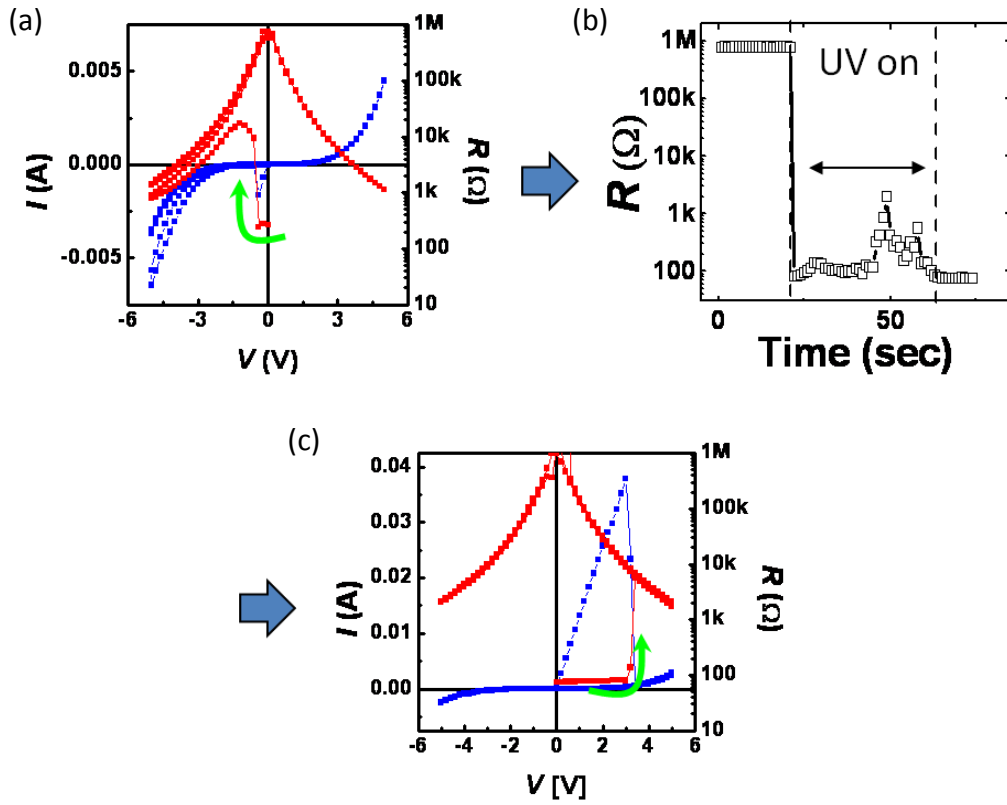 (a)
0.005
0.000
-0.005
I (A)
1M
100k
10k
1k
100
10
R (Ω)
-6
-3
0
3
6
V (V)
(b)
UV on
1M
100k
10k
1k
100
R (Ω)
0
50
Time (sec)
(c)
0.04
0.03
0.02
0.01
0.00
I (A)
1M
100k
10k
1k
100
10
R (Ω)
-6
-4
-2
0
2
4
6
V [V]